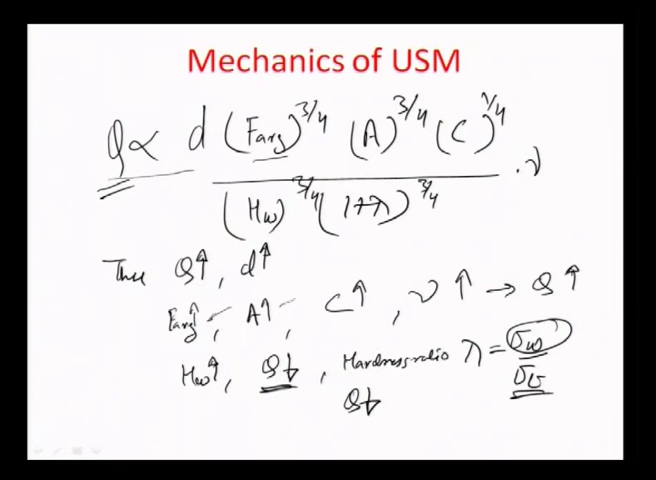 Mechanics of USM
Q ∝ d (Favg)^3/4 (A)^3/4 (C)^1/4
(Hw)^3/4 (1+λ)^3/4 . ν
Thus Q↑, d↑
Favg↑, A↑, C↑, ν↑ → Q↑
Hw↑, Q↓, Hardness ratio λ = σw
Q↓ σt